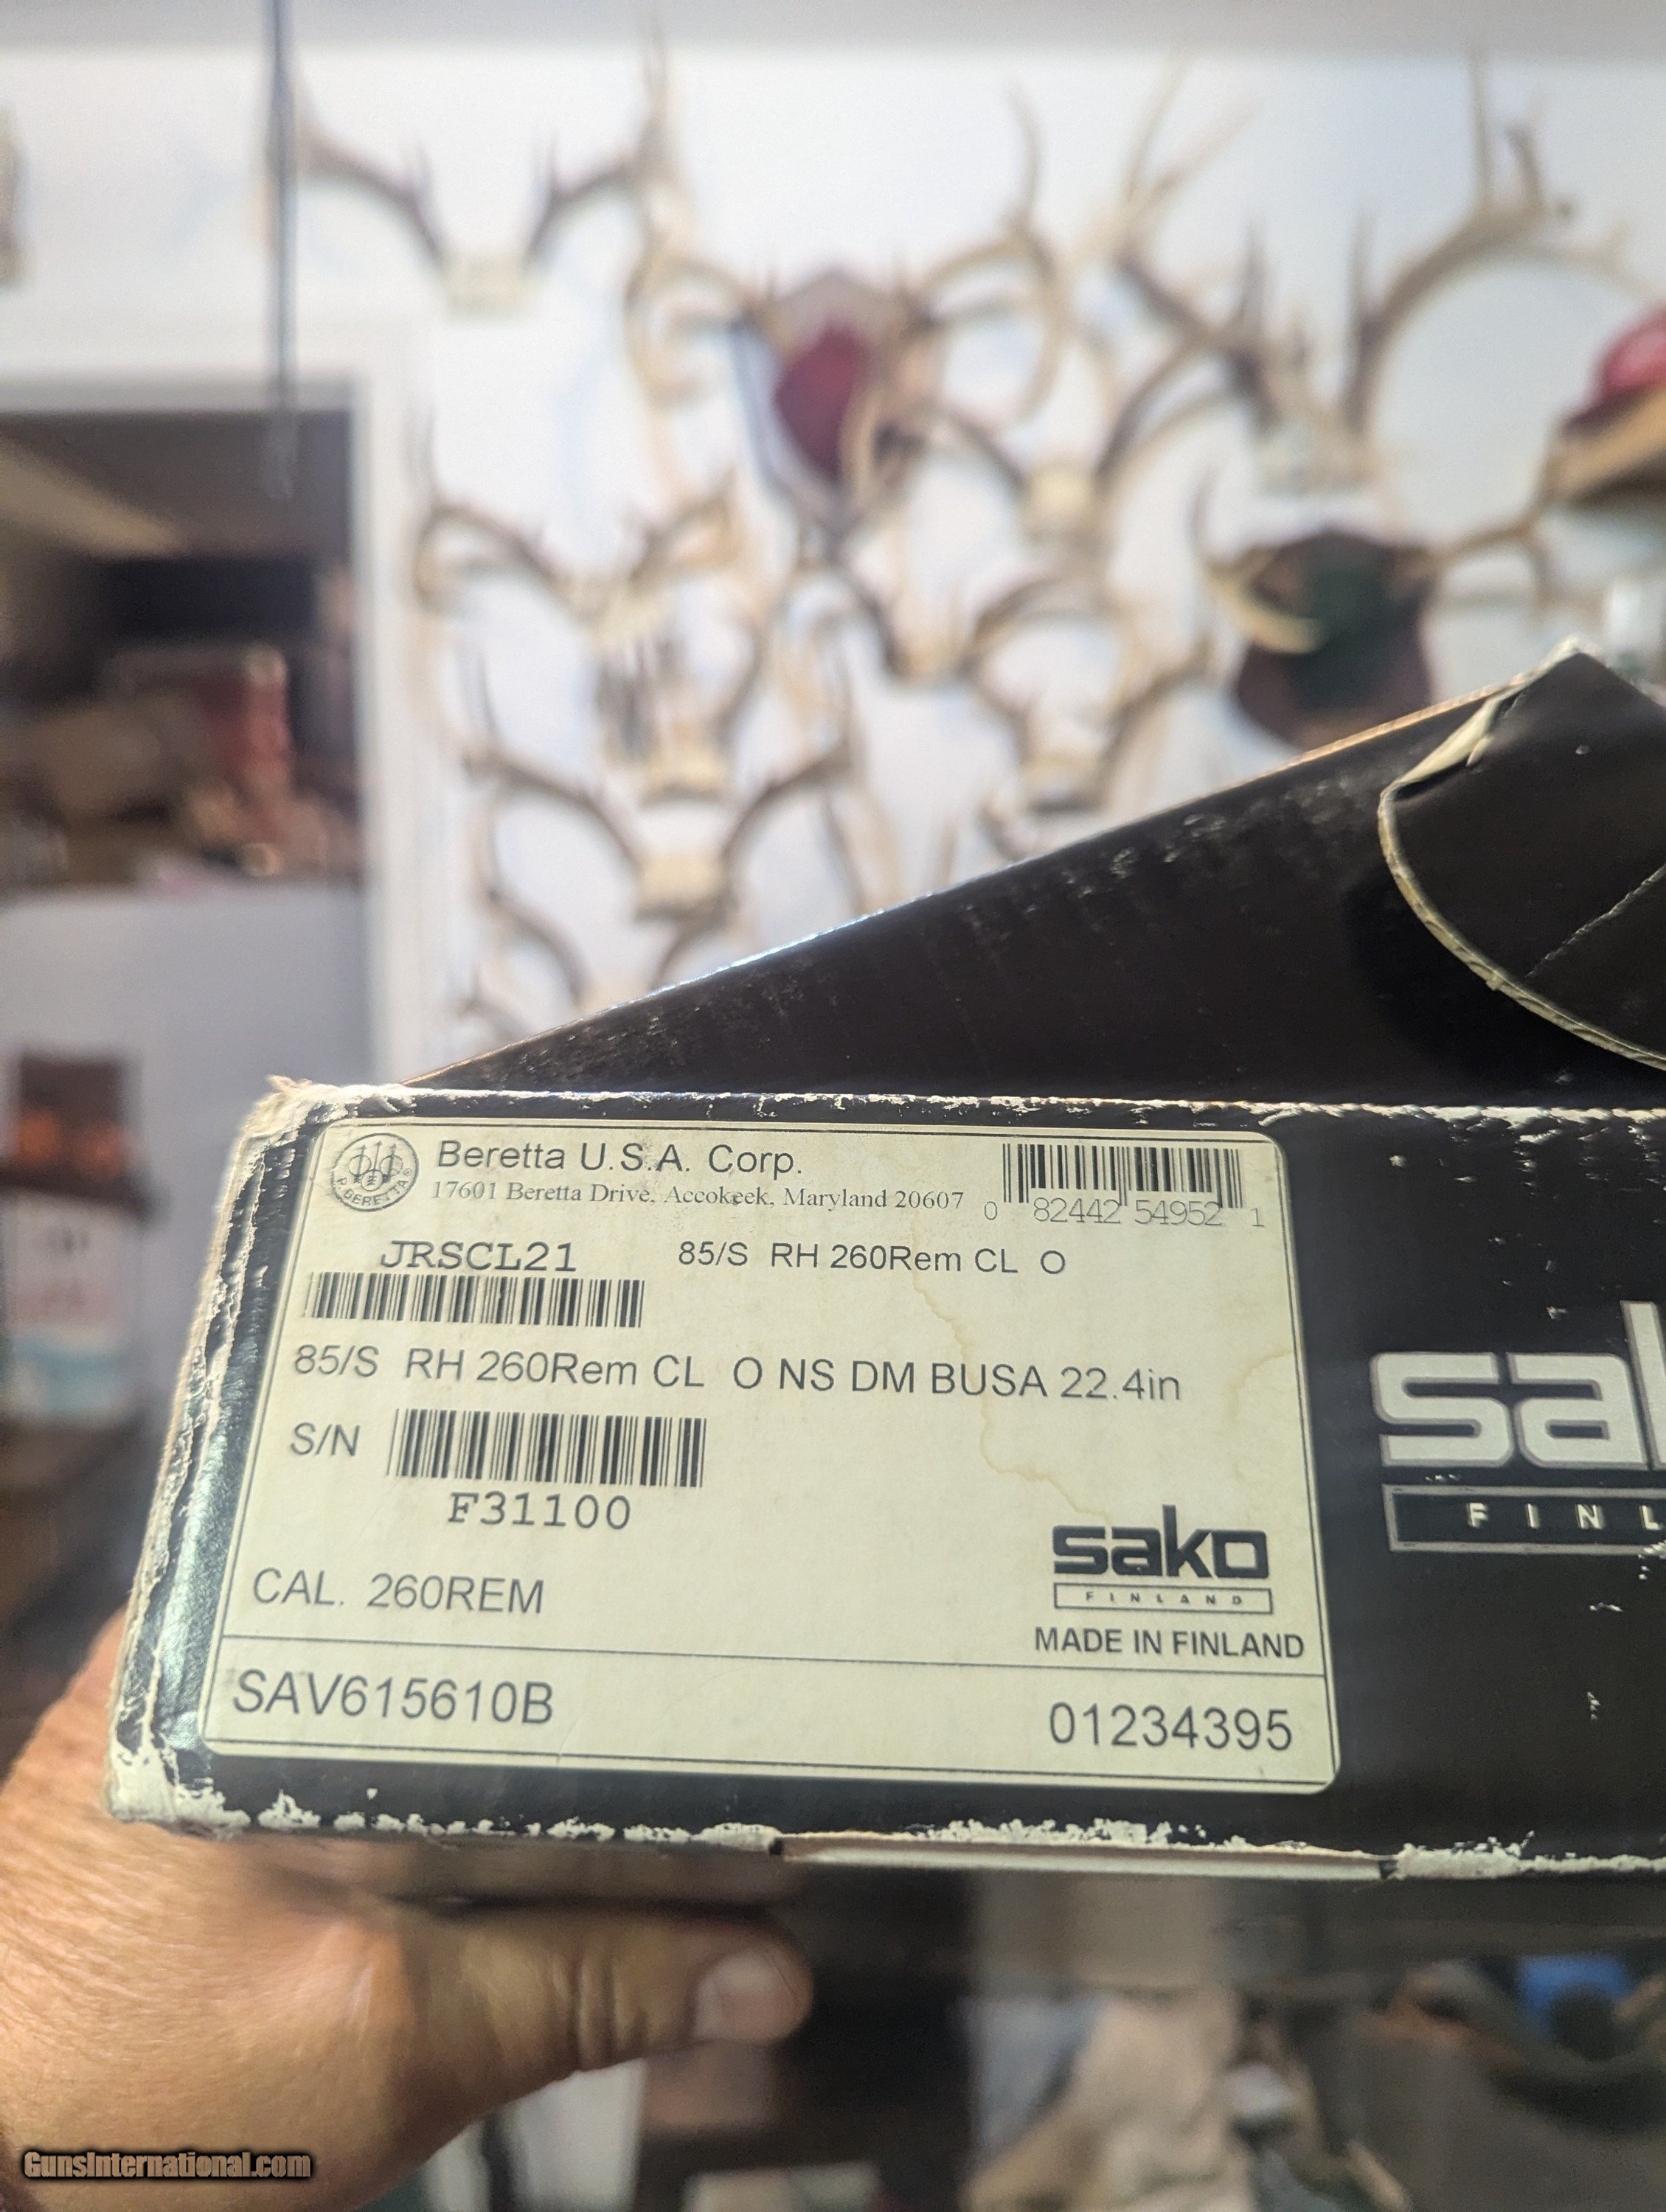 Beretta U.S.A. Corp.
17601 Beretta Drive, Accokeek, Maryland 20607
0 82442 54952 1
P. BERETTA
JRSCL21
85/S RH 260Rem CL O
85/S RH 260Rem CL O NS DM BUSA 22.4in
S/N
F31100
sako
FINLAND
MADE IN FINLAND
CAL. 260REM
SAV615610B
01234395
sak
FINL
GunsInternational.com